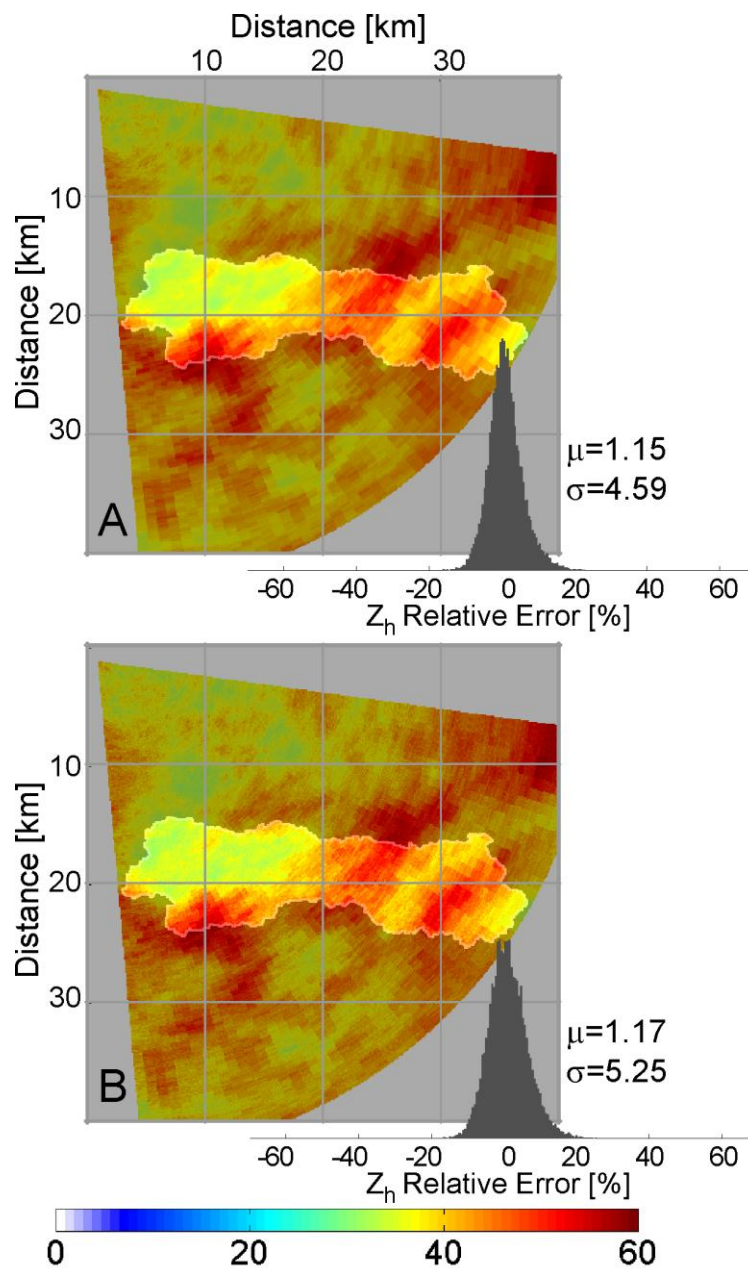 Distance [km]
10 20 30
10
20
30
Distance [km]
A
μ=1.15
σ=4.59
-60 -40 -20 0 20 40 60
Zh Relative Error [%]
10
20
30
Distance [km]
B
μ=1.17
σ=5.25
-60 -40 -20 0 20 40 60
Zh Relative Error [%]
0 20 40 60